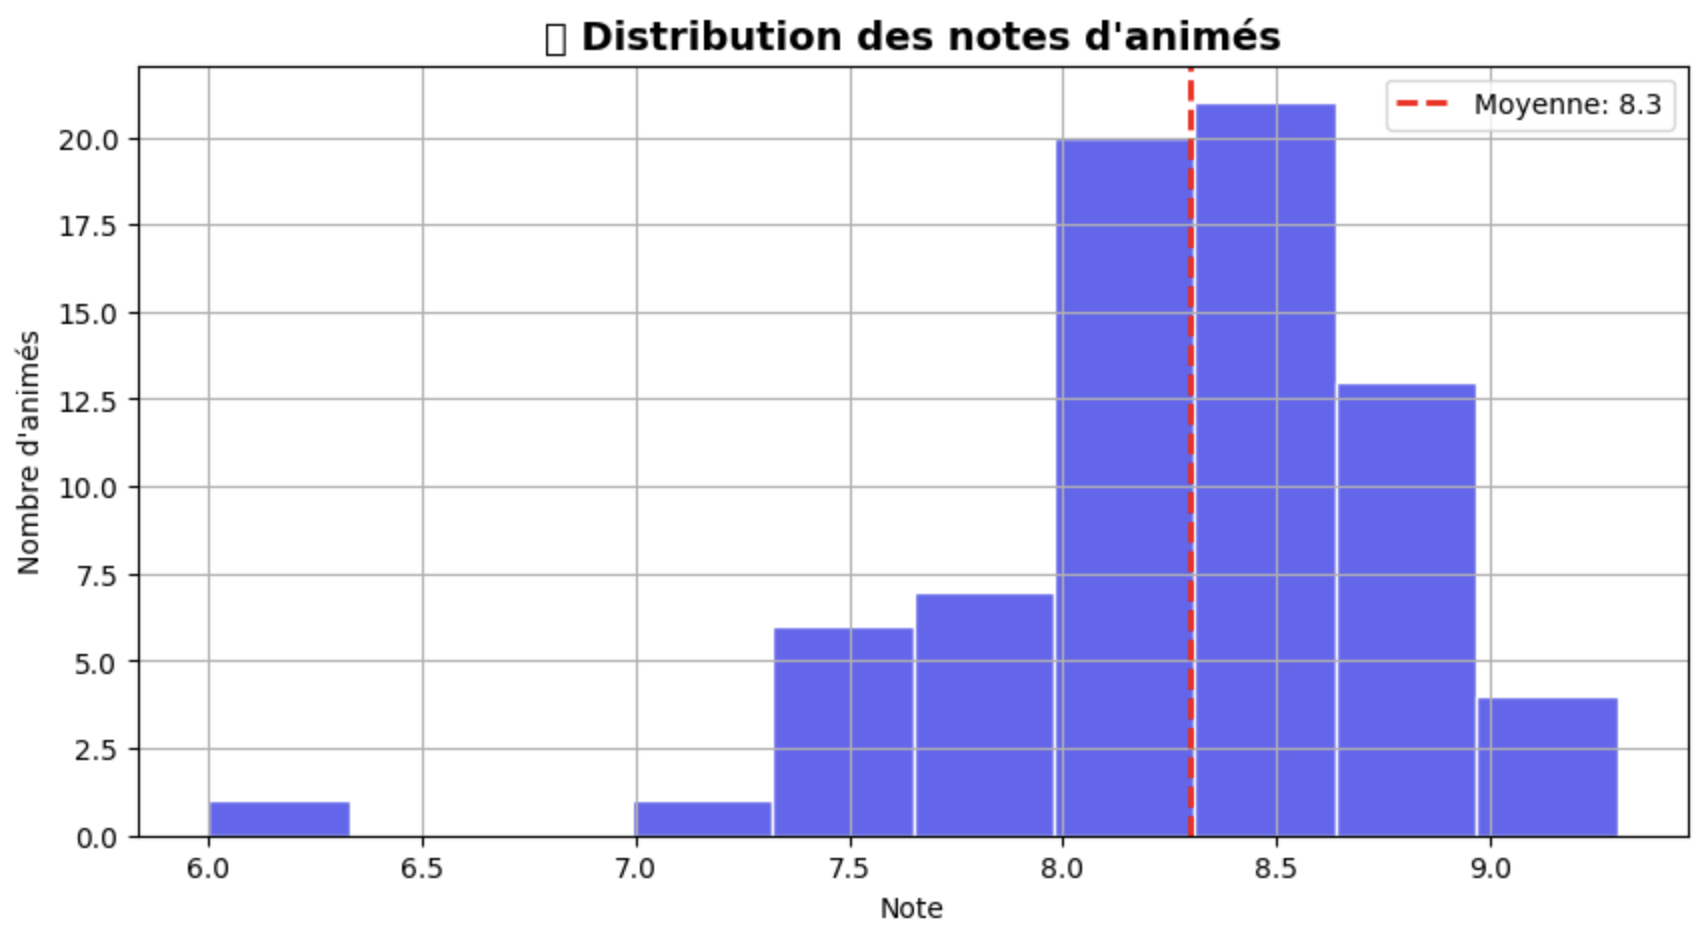 ▯ Distribution des notes d'animés
Moyenne: 8.3
Nombre d'animés
20.0
17.5
15.0
12.5
10.0
7.5
5.0
2.5
0.0
6.0 6.5 7.0 7.5 8.0 8.5 9.0
Note